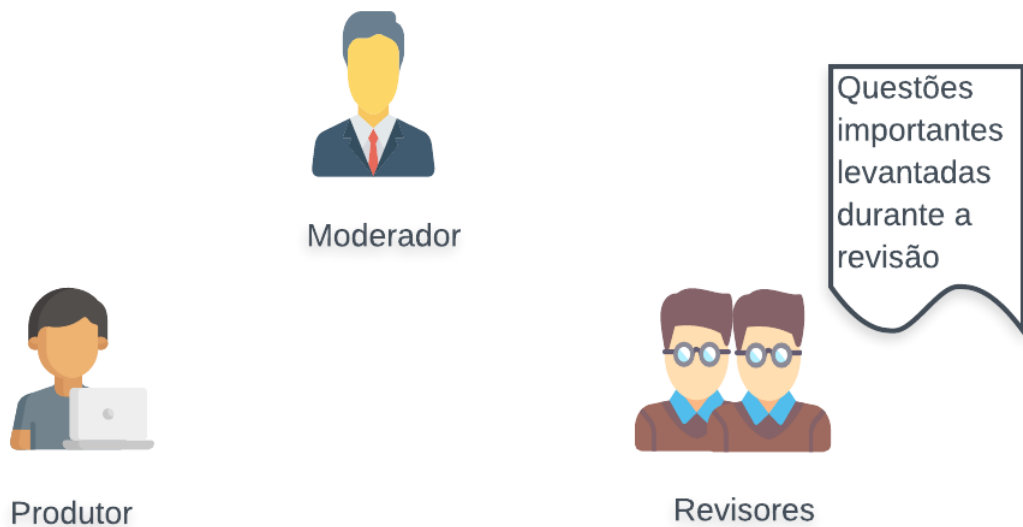 Moderador
Questões
importantes
levantadas
durante a
revisão
Produtor
Revisores